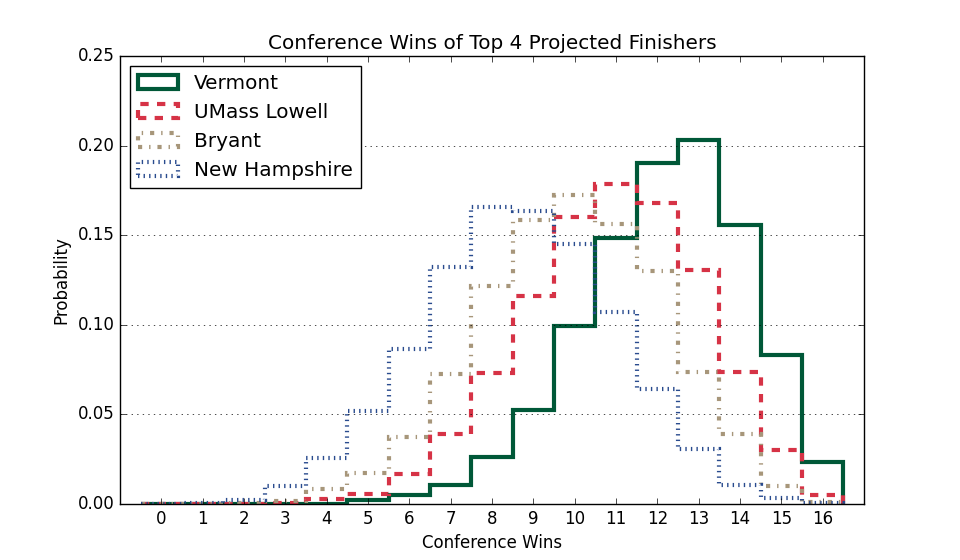 Conference Wins of Top 4 Projected Finishers
Vermont
UMass Lowell
Bryant
New Hampshire
0.25
0.20
0.15
0.10
0.05
0.00
Probability
0 1 2 3 4 5 6 7 8 9 10 11 12 13 14 15 16
Conference Wins